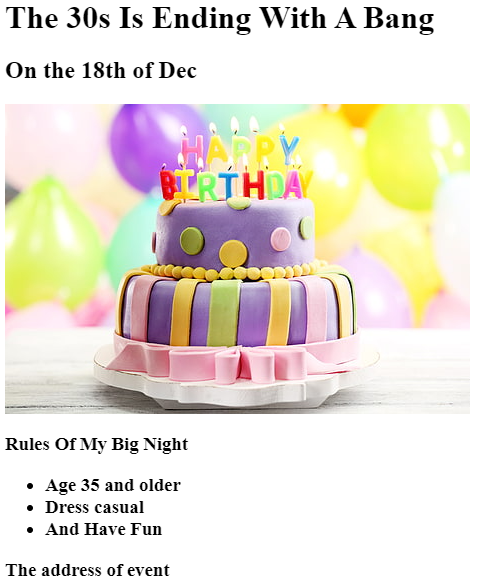 The 30s Is Ending With A Bang
On the 18th of Dec
HAPPY
BIRTHDAY
Rules Of My Big Night
Age 35 and older
Dress casual
And Have Fun
The address of event